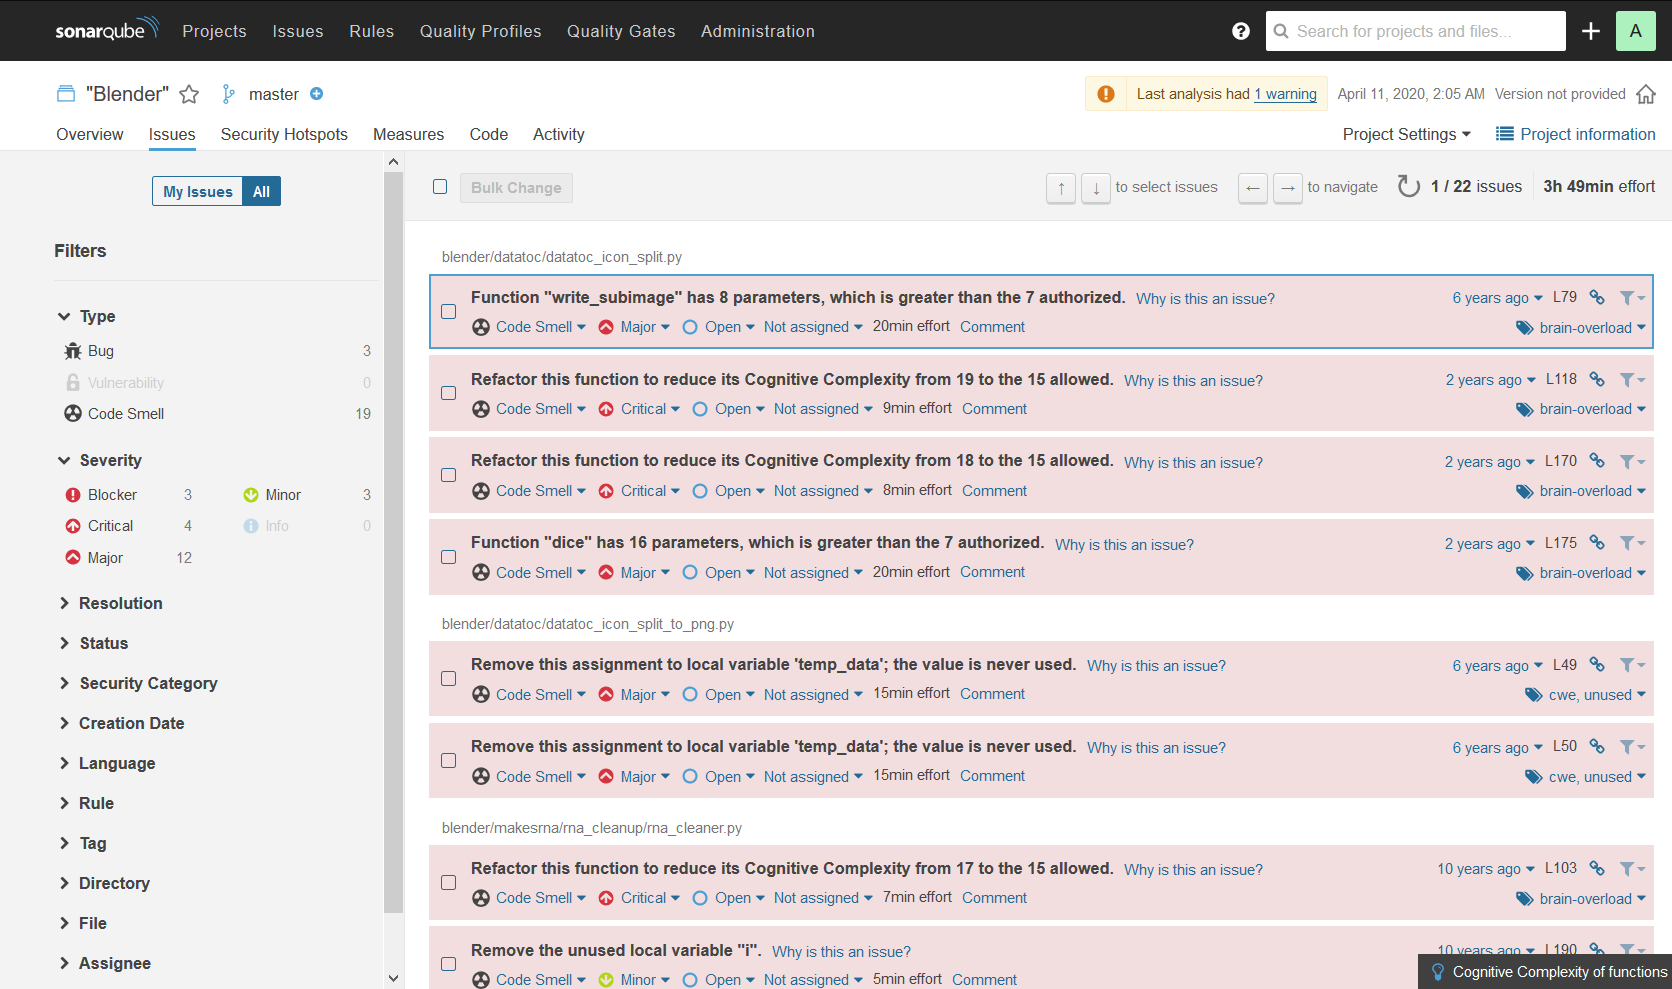 sonarqube Projects Issues Rules Quality Profiles Quality Gates Administration ? Search for projects and files... A
"Blender" master Last analysis had 1 warning April 11, 2020, 2:05 AM Version not provided
Overview Issues Security Hotspots Measures Code Activity Project Settings Project information
My Issues All
Bulk Change ↑ ↓ to select issues ← → to navigate 1 / 22 issues 3h 49min effort
Filters
Type
Bug 3
Vulnerability 0
Code Smell 19
Severity
Blocker 3 Minor 3
Critical 4 Info 0
Major 12
Resolution
Status
Security Category
Creation Date
Language
Rule
Tag
Directory
File
Assignee
blender/datatoc/datatoc_icon_split.py
Function "write_subimage" has 8 parameters, which is greater than the 7 authorized. Why is this an issue? 6 years ago L79
Code Smell Major Open Not assigned 20min effort Comment brain-overload
Refactor this function to reduce its Cognitive Complexity from 19 to the 15 allowed. Why is this an issue? 2 years ago L118
Code Smell Critical Open Not assigned 9min effort Comment brain-overload
Refactor this function to reduce its Cognitive Complexity from 18 to the 15 allowed. Why is this an issue? 2 years ago L170
Code Smell Critical Open Not assigned 8min effort Comment brain-overload
Function "dice" has 16 parameters, which is greater than the 7 authorized. Why is this an issue? 2 years ago L175
Code Smell Major Open Not assigned 20min effort Comment brain-overload
blender/datatoc/datatoc_icon_split_to_png.py
Remove this assignment to local variable 'temp_data'; the value is never used. Why is this an issue? 6 years ago L49
Code Smell Major Open Not assigned 15min effort Comment cwe, unused
Remove this assignment to local variable 'temp_data'; the value is never used. Why is this an issue? 6 years ago L50
Code Smell Major Open Not assigned 15min effort Comment cwe, unused
blender/makesrna/rna_cleanup/rna_cleaner.py
Refactor this function to reduce its Cognitive Complexity from 17 to the 15 allowed. Why is this an issue? 10 years ago L103
Code Smell Critical Open Not assigned 7min effort Comment brain-overload
Remove the unused local variable "i". Why is this an issue? 10 years ago L190
Code Smell Minor Open Not assigned 5min effort Comment
Cognitive Complexity of functions